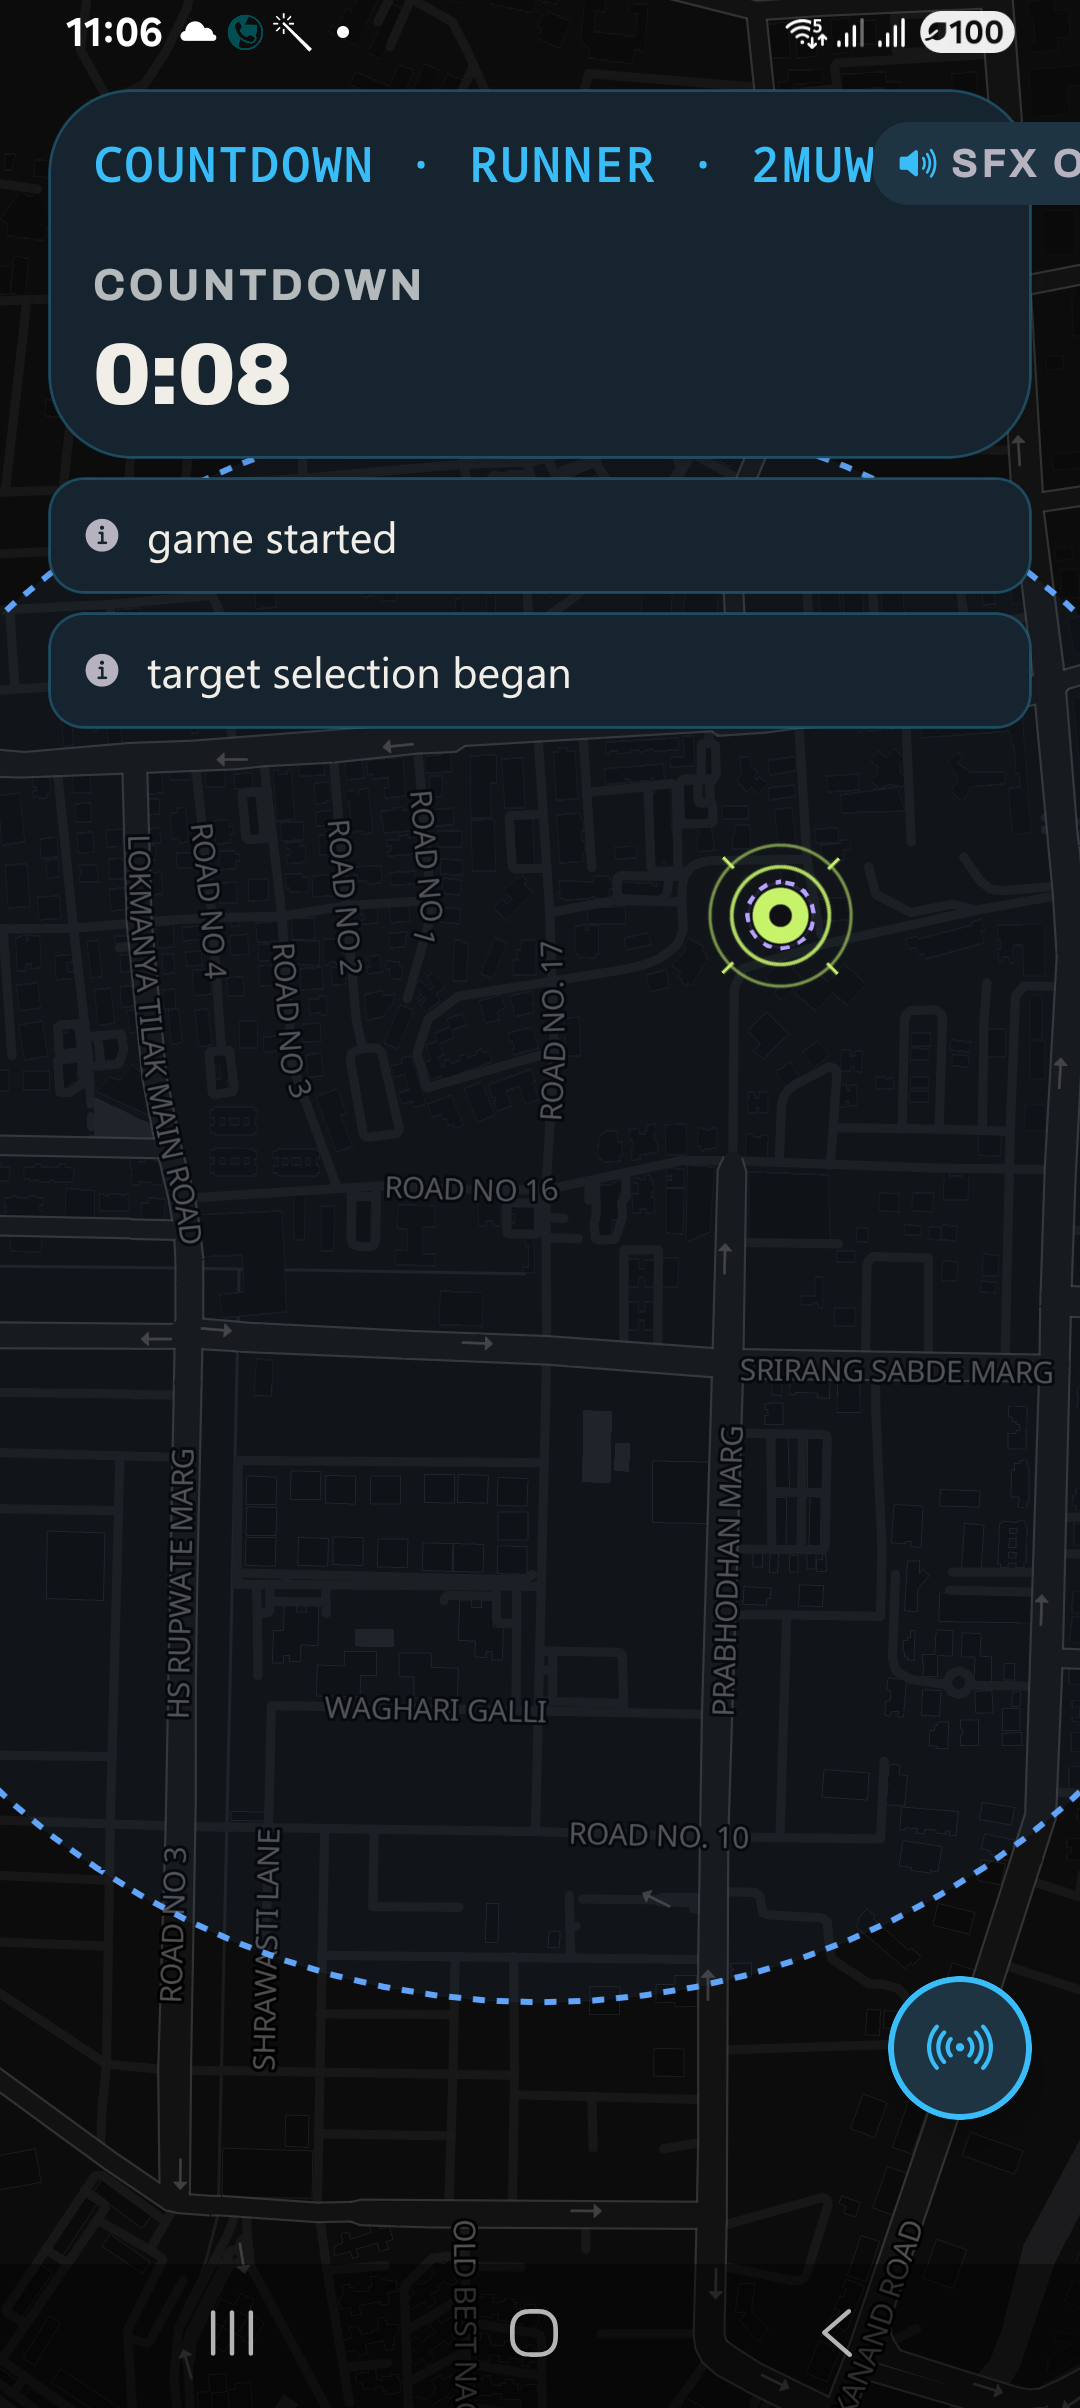 11:06
5
100
COUNTDOWN · RUNNER · 2MUW
SFX
COUNTDOWN
0:08
game started
target selection began
LOKMANYA TILAK MAIN ROAD
ROAD NO 4
ROAD NO 3
ROAD NO 2
ROAD NO 1
ROAD NO. 17
ROAD NO 16
SRIRANG SABDE MARG
HS RUPWATE MARG
PRABHODHAN MARG
WAGHARI GALLI
ROAD NO. 10
ROAD NO 3
SHRAWASTI LANE
OLD BEST
ROAD